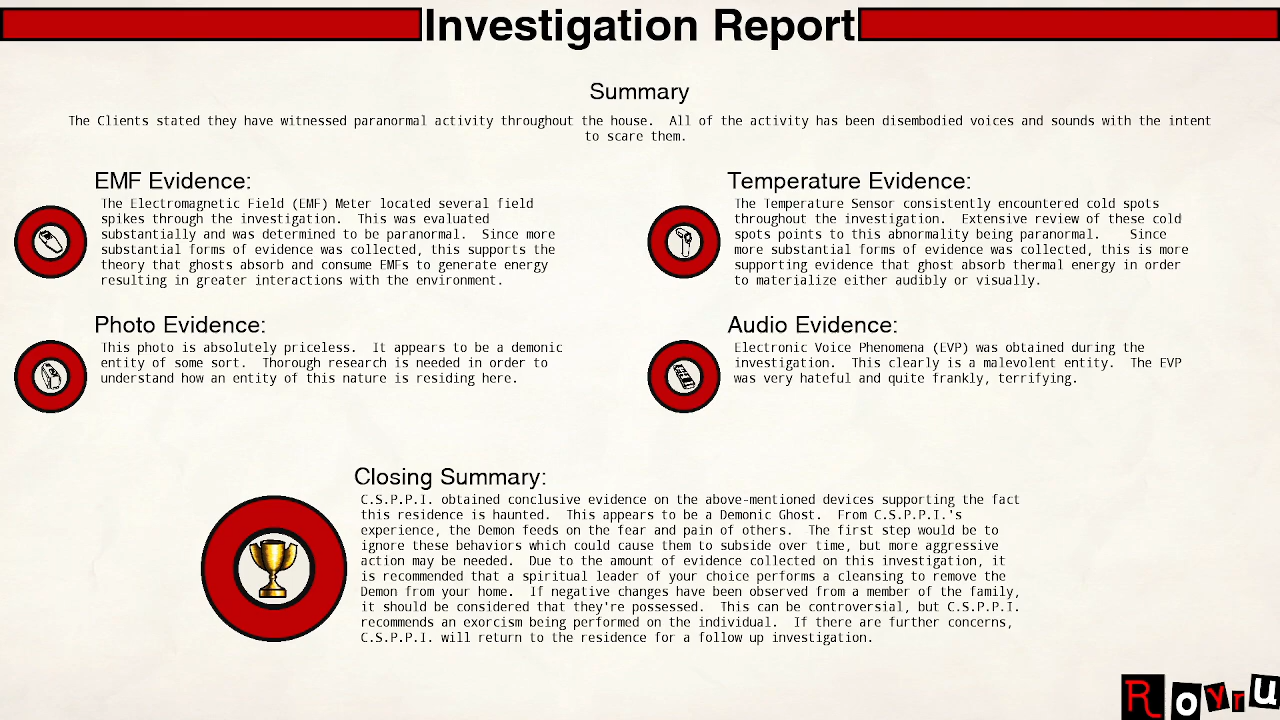 Investigation Report
Summary
The Clients stated they have witnessed paranormal activity throughout the house.  All of the activity has been disembodied voices and sounds with the intent
to scare them.
EMF Evidence:
The Electromagnetic Field (EMF) Meter located several field
spikes through the investigation.  This was evaluated
substantially and was determined to be paranormal.  Since more
substantial forms of evidence was collected, this supports the
theory that ghosts absorb and consume EMFs to generate energy
resulting in greater interactions with the environment.
Temperature Evidence:
The Temperature Sensor consistently encountered cold spots
throughout the investigation.  Extensive review of these cold
spots points to this abnormality being paranormal.    Since
more substantial forms of evidence was collected, this is more
supporting evidence that ghost absorb thermal energy in order
to materialize either audibly or visually.
Photo Evidence:
This photo is absolutely priceless.  It appears to be a demonic
entity of some sort.  Thorough research is needed in order to
understand how an entity of this nature is residing here.
Audio Evidence:
Electronic Voice Phenomena (EVP) was obtained during the
investigation.  This clearly is a malevolent entity.  The EVP
was very hateful and quite frankly, terrifying.
Closing Summary:
C.S.P.P.I. obtained conclusive evidence on the above-mentioned devices supporting the fact
this residence is haunted.  This appears to be a Demonic Ghost.  From C.S.P.P.I.'s
experience, the Demon feeds on the fear and pain of others.  The first step would be to
ignore these behaviors which could cause them to subside over time, but more aggressive
action may be needed.  Due to the amount of evidence collected on this investigation, it
is recommended that a spiritual leader of your choice performs a cleansing to remove the
Demon from your home.  If negative changes have been observed from a member of the family,
it should be considered that they're possessed.  This can be controversial, but C.S.P.P.I.
recommends an exorcism being performed on the individual.  If there are further concerns,
C.S.P.P.I. will return to the residence for a follow up investigation.
Rovru